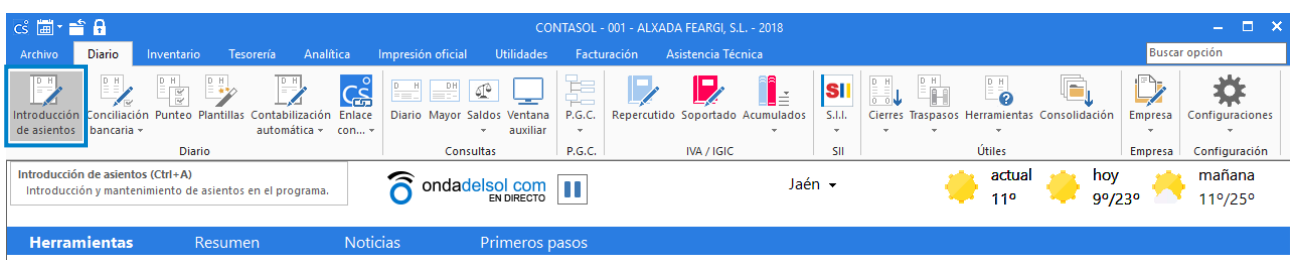 CS
CONTASOL - 001 - ALXADA FEARGI, S.L. - 2018
Archivo Diario Inventario Tesorería Analítica Impresión oficial Utilidades Facturación Asistencia Técnica Buscar opción
Introducción de asientos
Conciliación bancaria
Punteo
Plantillas
Contabilización automática
Enlace con...
Diario
Diario
Mayor
Saldos
Ventana auxiliar
Consultas
P.G.C.
P.G.C.
Repercutido
Soportado
Acumulados
IVA / IGIC
SII
S.I.I.
SII
Cierres
Traspasos
Herramientas
Consolidación
Útiles
Empresa
Empresa
Configuraciones
Configuración
Introducción de asientos (Ctrl+A)
Introducción y mantenimiento de asientos en el programa.
ondadelsol com
EN DIRECTO
Jaén
actual
11º
hoy
9º/23º
mañana
11º/25º
Herramientas Resumen Noticias Primeros pasos